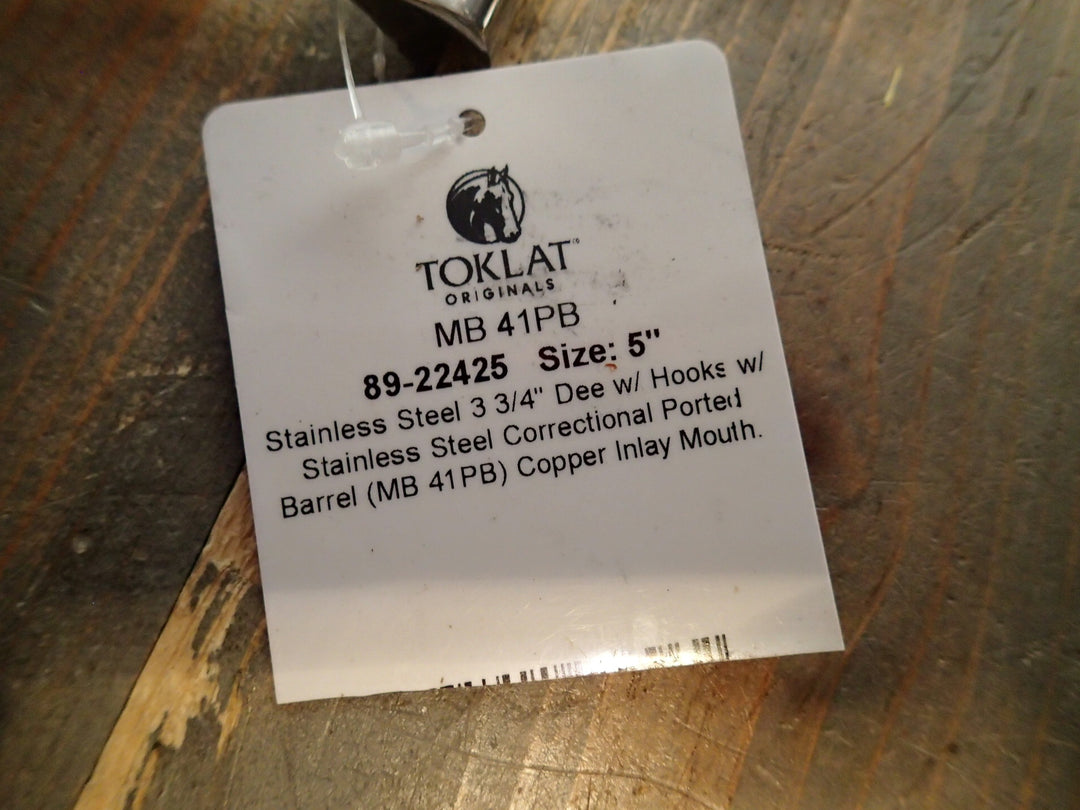 TOKLAT
ORIGINALS
MB 41PB
89-22425 Size: 5"
Stainless Steel 3 3/4" Dee w/ Hooks w/
Stainless Steel Correctional Ported
Barrel (MB 41PB) Copper Inlay Mouth.